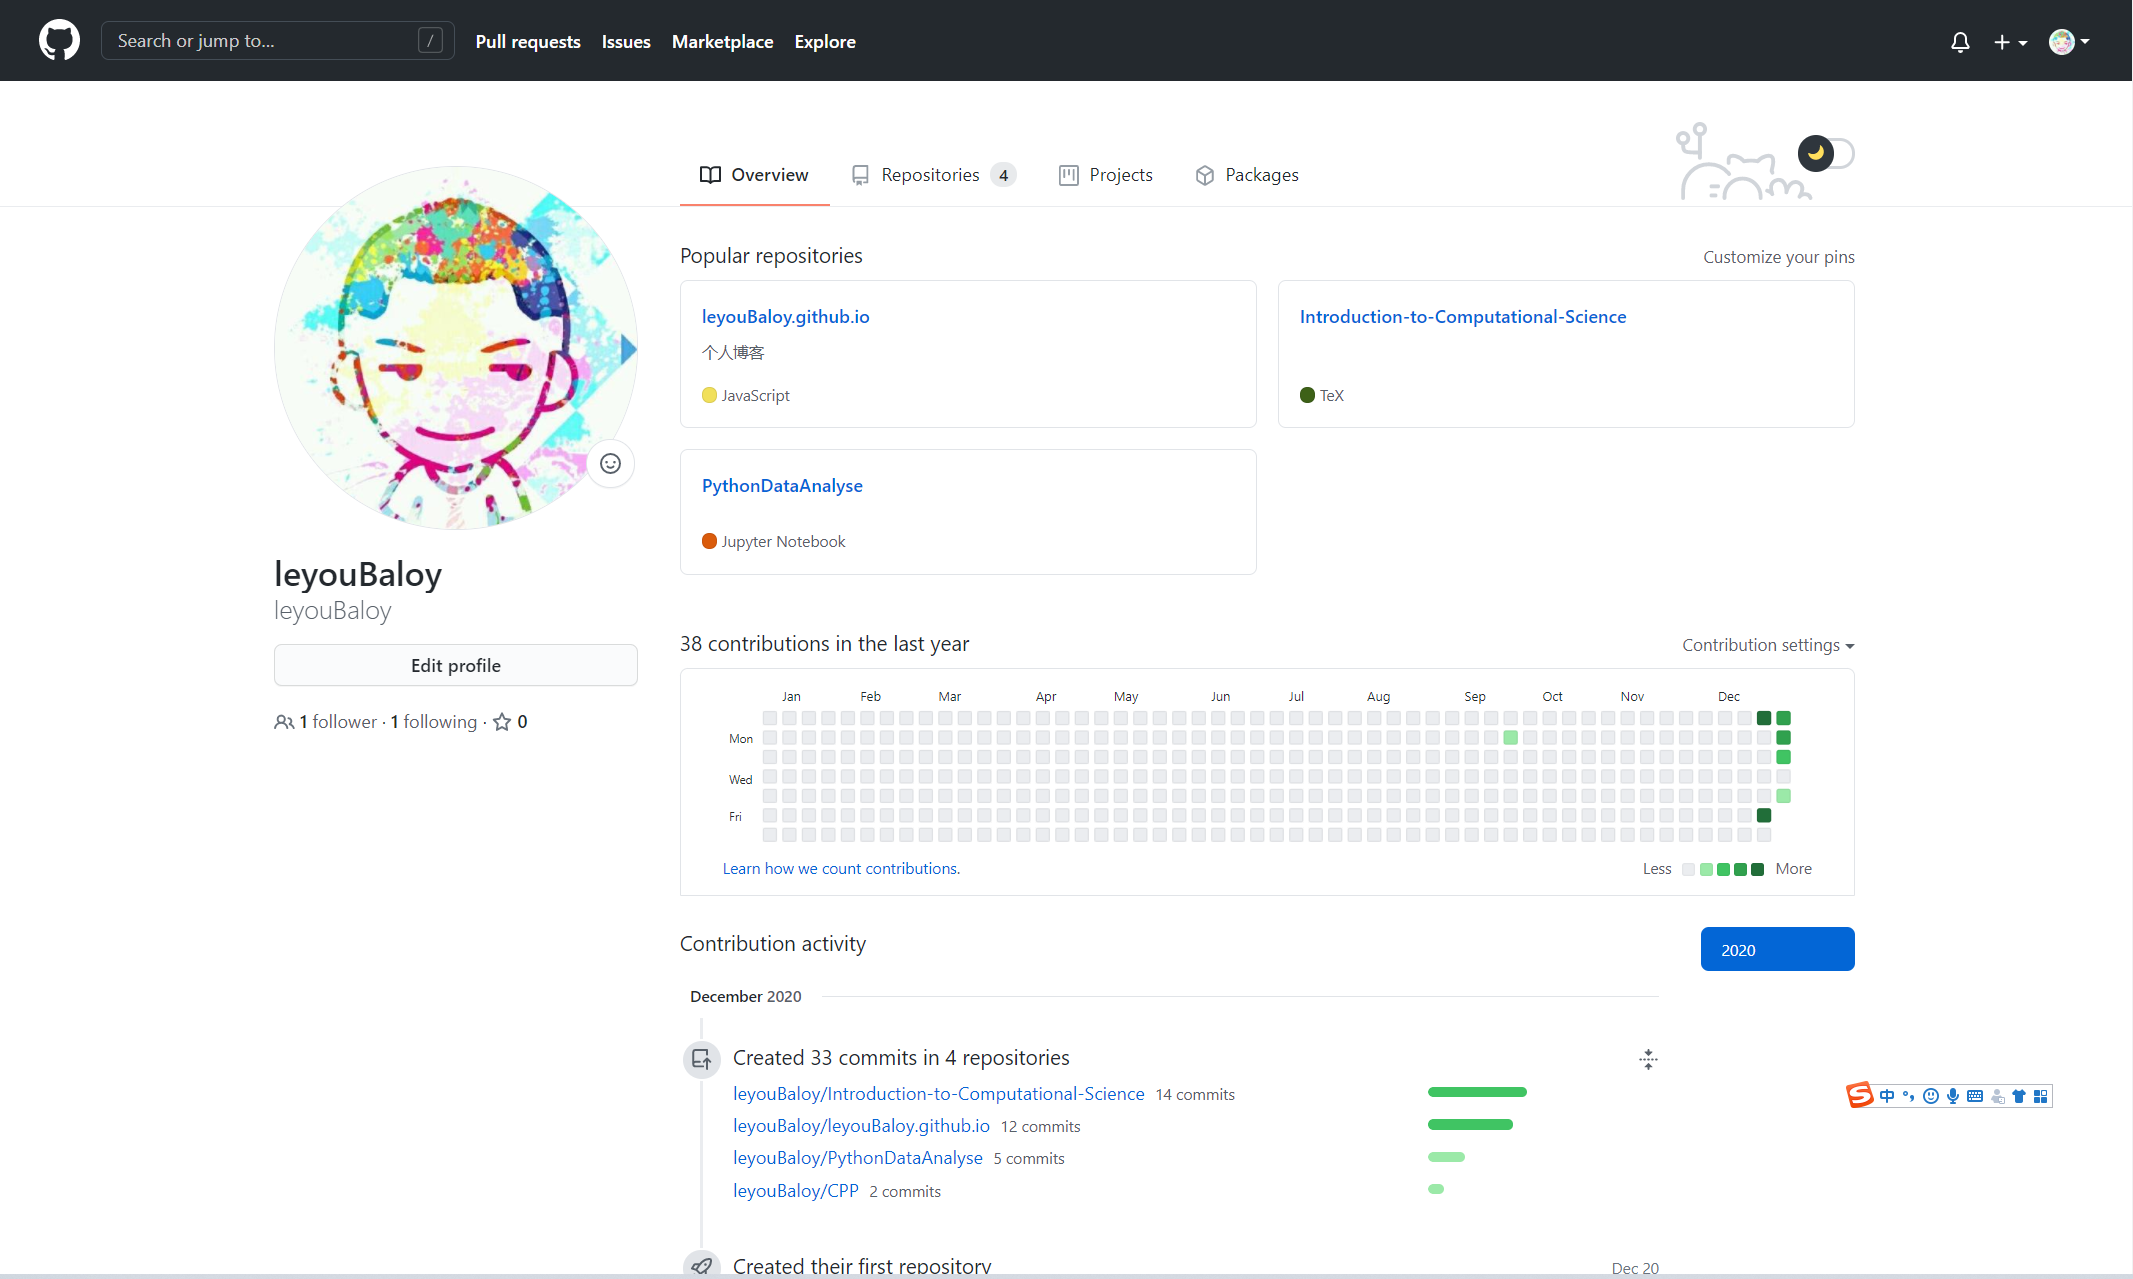 Search or jump to... / Pull requests Issues Marketplace Explore
Overview Repositories 4 Projects Packages
Popular repositories Customize your pins
leyouBaloy.github.io Introduction-to-Computational-Science
个人博客
JavaScript TeX
PythonDataAnalyse
Jupyter Notebook
leyouBaloy
leyouBaloy
Edit profile
1 follower · 1 following · 0
38 contributions in the last year Contribution settings
Jan Feb Mar Apr May Jun Jul Aug Sep Oct Nov Dec
Mon
Wed
Fri
Learn how we count contributions. Less More
Contribution activity 2020
December 2020
Created 33 commits in 4 repositories
leyouBaloy/Introduction-to-Computational-Science 14 commits
leyouBaloy/leyouBaloy.github.io 12 commits
leyouBaloy/PythonDataAnalyse 5 commits
leyouBaloy/CPP 2 commits
S 中
Created their first repository Dec 20